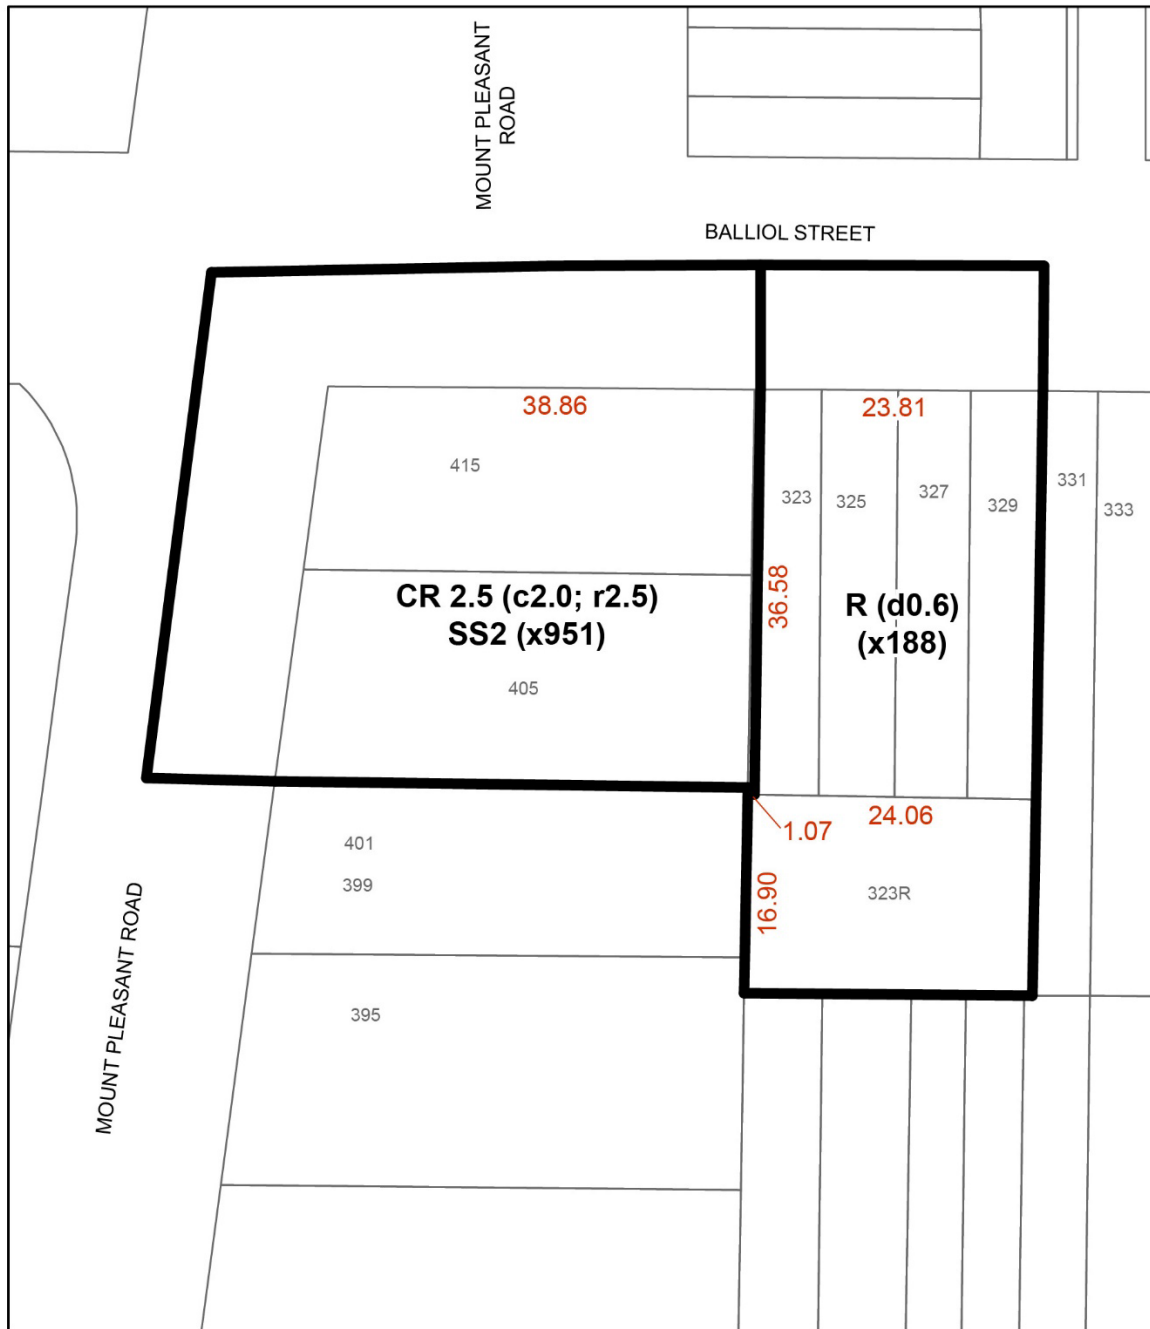 MOUNT PLEASANT
ROAD
BALLIOL STREET
38.86
23.81
415
323
325
327
329
331
333
36.58
CR 2.5 (c2.0; r2.5)
SS2 (x951)
R (d0.6)
(x188)
405
1.07
24.06
401
399
16.90
323R
MOUNT PLEASANT ROAD
395